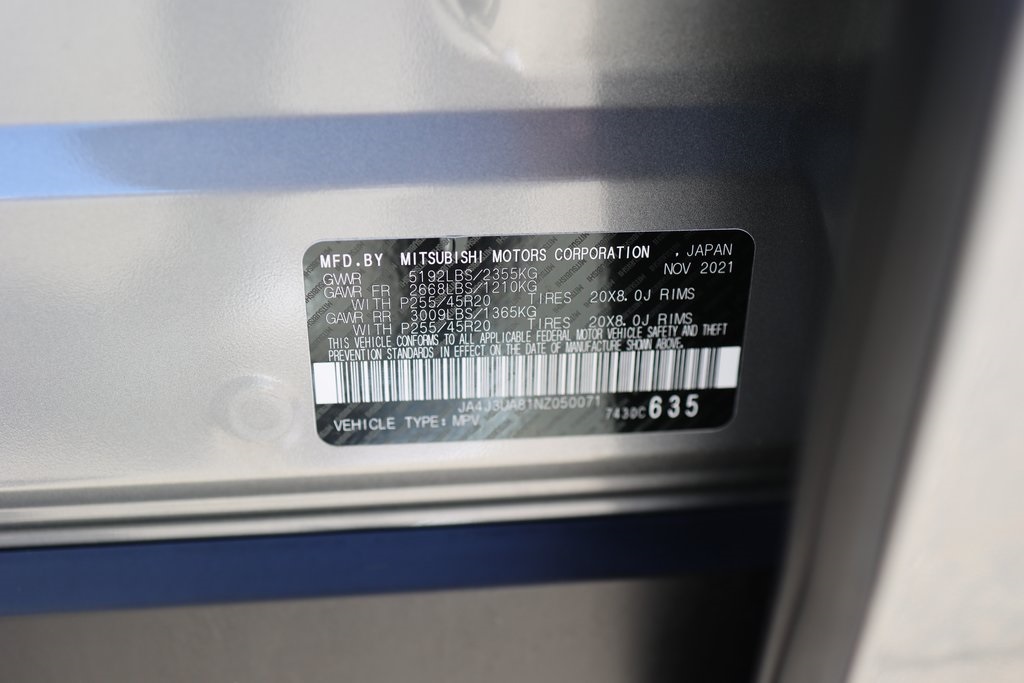 MFD.BY MITSUBISHI MOTORS CORPORATION , JAPAN
NOV 2021
GVWR 5192LBS/2355KG
GAWR FR 2668LBS/1210KG
WITH P255/45R20 TIRES 20X8.0J RIMS
GAWR RR 3009LBS/1365KG
WITH P255/45R20 TIRES 20X8.0J RIMS
THIS VEHICLE CONFORMS TO ALL APPLICABLE FEDERAL MOTOR VEHICLE SAFETY AND THEFT
PREVENTION STANDARDS IN EFFECT ON THE DATE OF MANUFACTURE SHOWN ABOVE.
JA4J3UA81NZ050071
VEHICLE TYPE: MPV 7430C 635